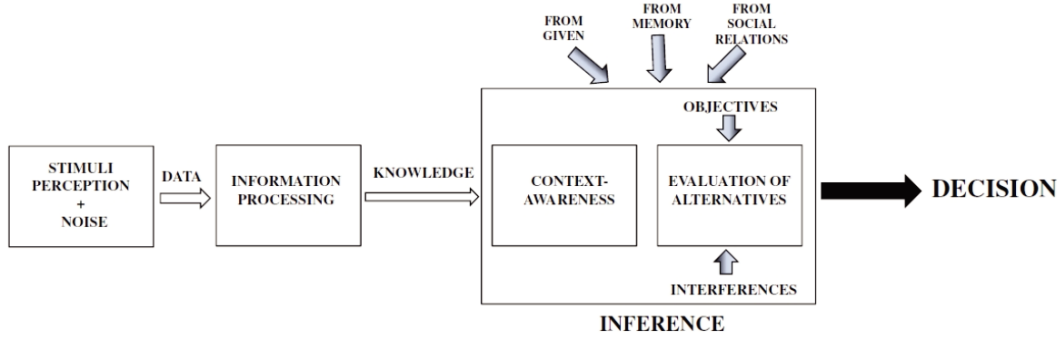 FROM
GIVEN
FROM
MEMORY
FROM
SOCIAL
RELATIONS
STIMULI
PERCEPTION
+
NOISE
DATA
INFORMATION
PROCESSING
KNOWLEDGE
CONTEXT-
AWARENESS
OBJECTIVES
EVALUATION OF
ALTERNATIVES
INTERFERENCES
INFERENCE
DECISION